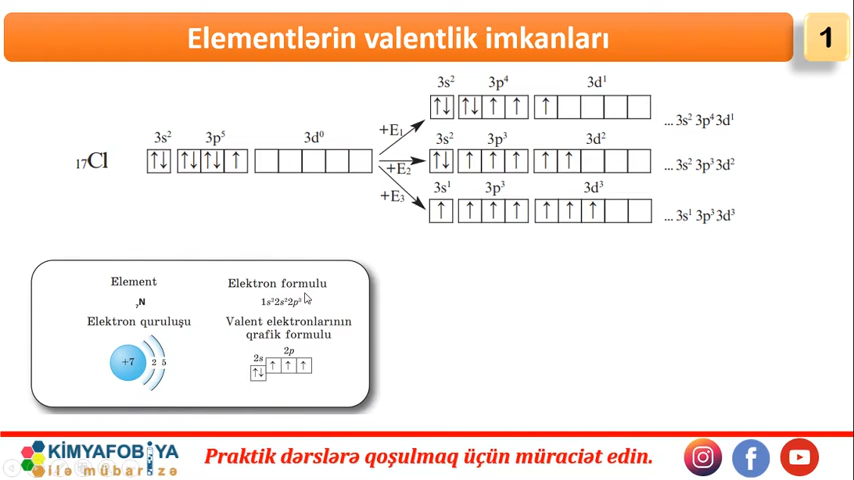 Elementlərin valentlik imkanları
1
3s² 3p⁴ 3d¹
↑↓ ↑↓ ↑ ↑ ↑
...3s² 3p⁴ 3d¹
+E₁
3s² 3p⁵ 3d⁰
₁₇Cl ↑↓ ↑↓ ↑↓ ↑
3s² 3p³ 3d²
+E₂
↑↓ ↑ ↑ ↑ ↑ ↑
...3s² 3p³ 3d²
+E₃
3s¹ 3p³ 3d³
↑ ↑ ↑ ↑ ↑ ↑ ↑
...3s¹ 3p³ 3d³
Element
₇N
Elektron quruluşu
+7 2 5
Elektron formulu
1s²2s²2p³
Valent elektronlarının
qrafik formulu
2s 2p
↑↓ ↑ ↑ ↑
KİMYAFOBİYA
ilə mübarizə
Praktik dərslərə qoşulmaq üçün müraciət edin.